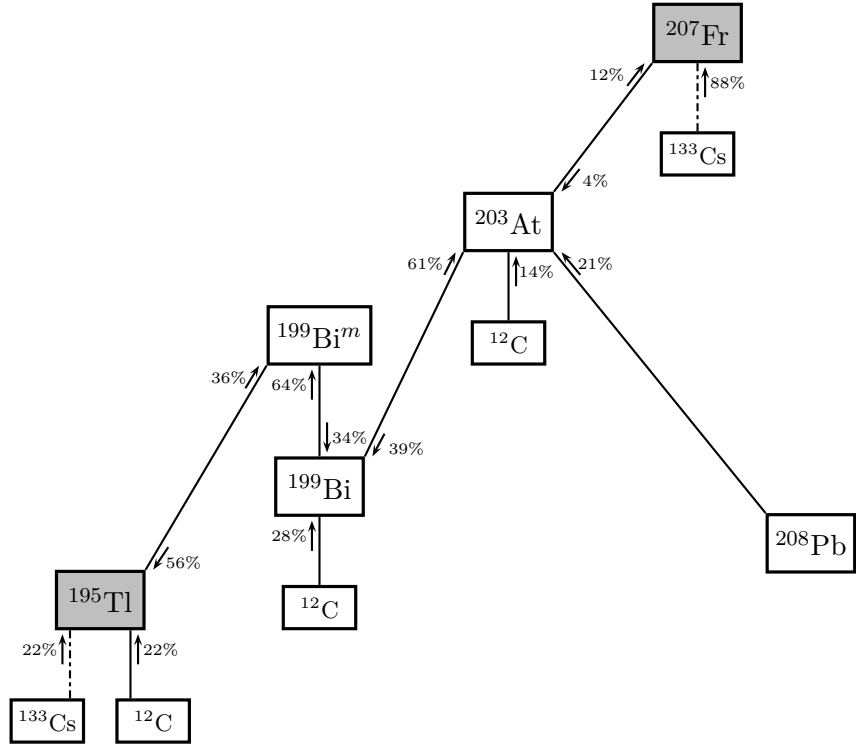 ²⁰⁷Fr
12%
88%
¹³³Cs
4%
²⁰³At
61%
14%
21%
¹²C
¹⁹⁹Biᵐ
36%
64%
34%
39%
¹⁹⁹Bi
28%
²⁰⁸Pb
56%
¹⁹⁵Tl
¹²C
22%
22%
¹³³Cs
¹²C